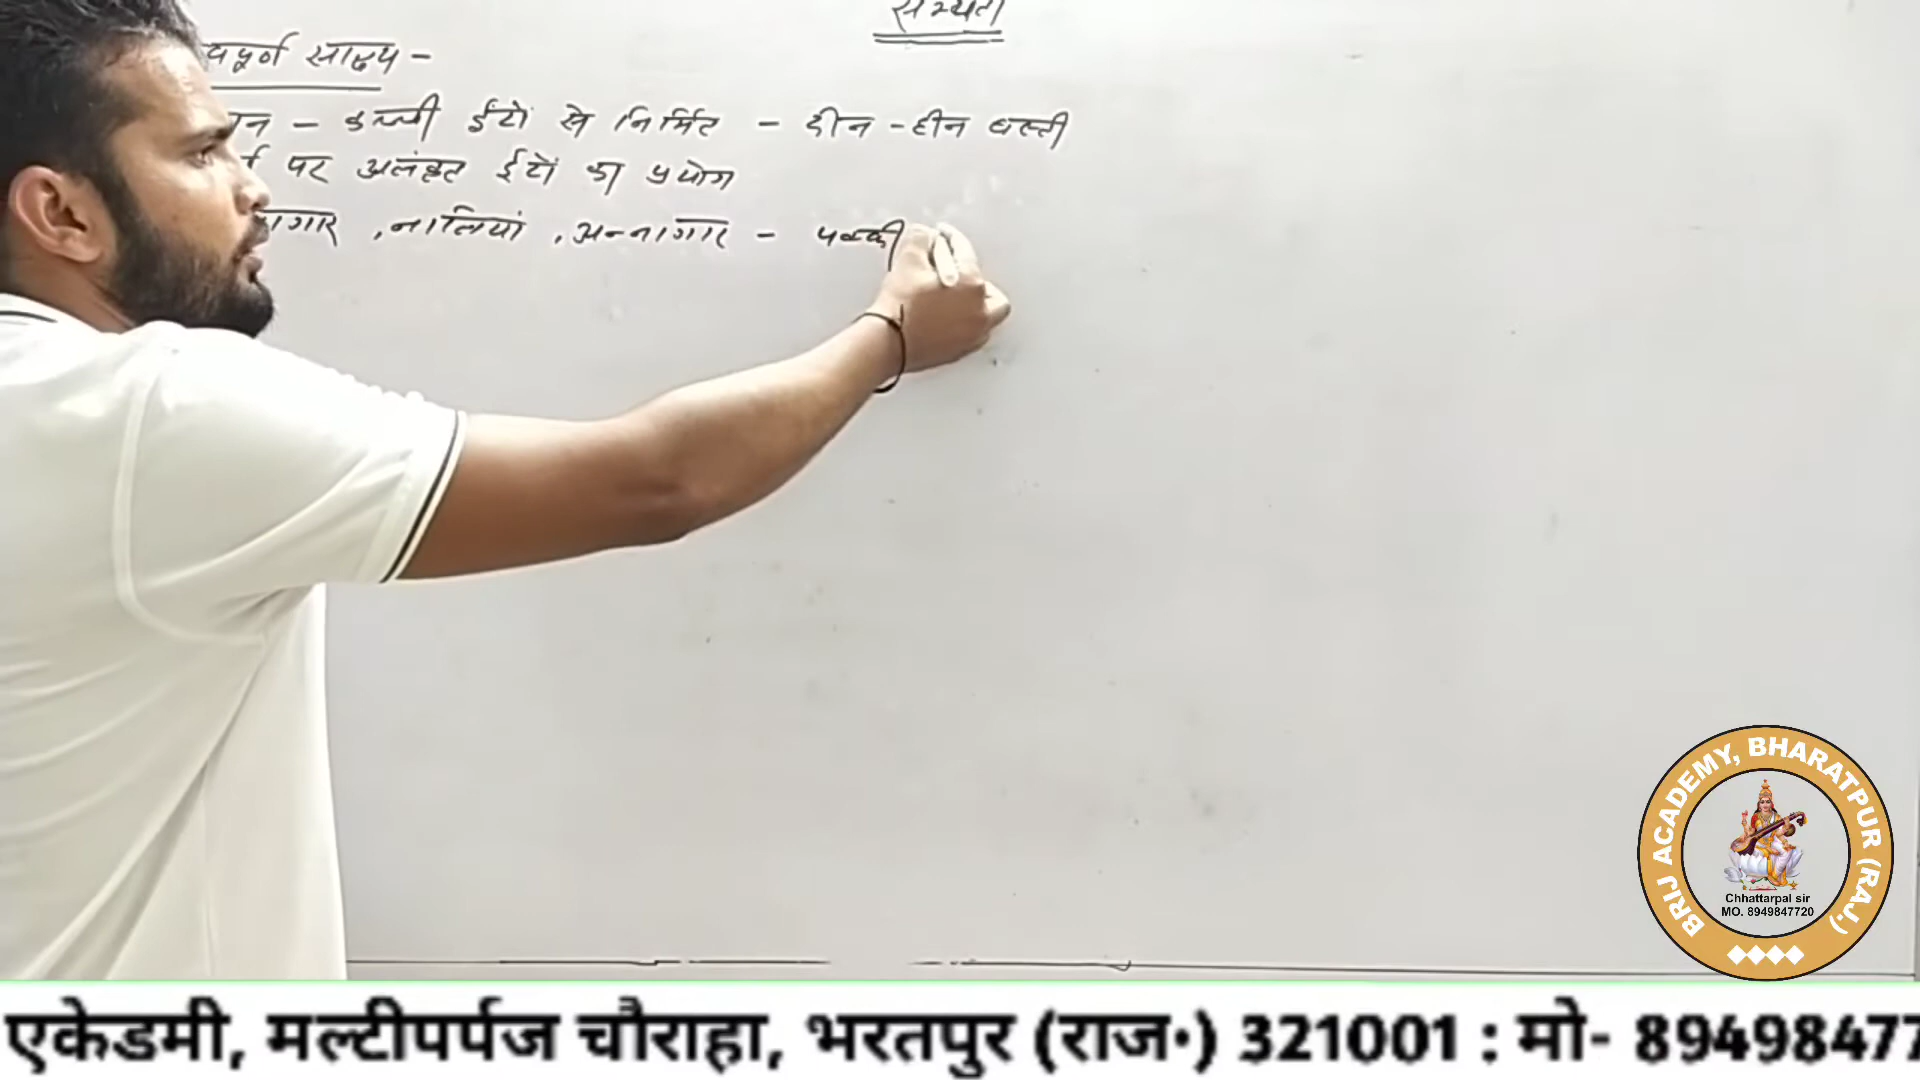 सभ्यता
पूर्ण साक्ष्य -
न - कच्ची ईंटों से निर्मित - दीन-हीन बस्ती
पर अलंकृत ईंटों का प्रयोग
ागार , नालियां , अन्नागार - पक्की
BRIJ ACADEMY, BHARATPUR (RAJ.)
Chhattarpal sir
MO. 8949847720
एकेडमी, मल्टीपर्पज चौराहा, भरतपुर (राज॰) 321001 : मो- 89498477